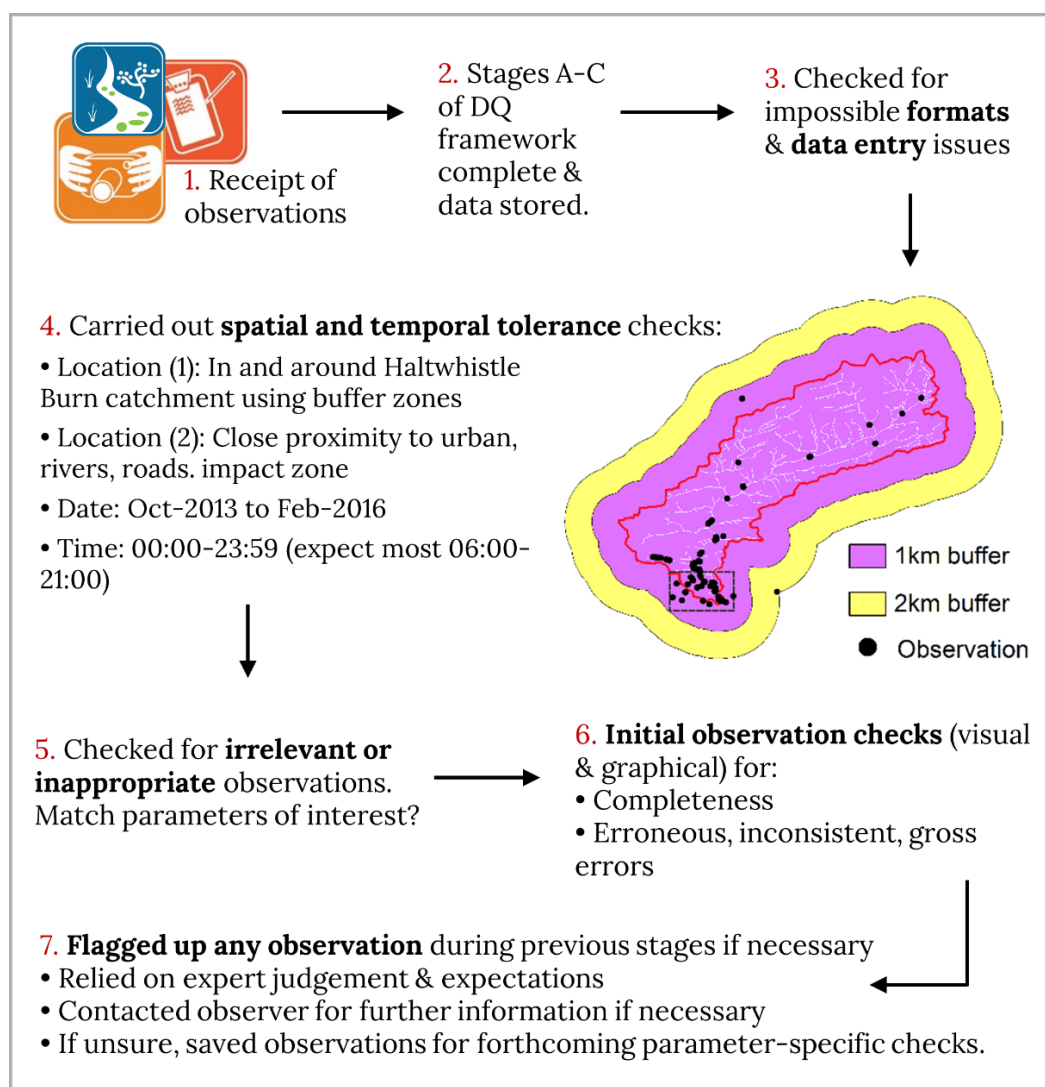 1. Receipt of
observations
2. Stages A-C
of DQ
framework
complete &
data stored.
3. Checked for
impossible formats
& data entry issues
4. Carried out spatial and temporal tolerance checks:
• Location (1): In and around Haltwhistle
Burn catchment using buffer zones
• Location (2): Close proximity to urban,
rivers, roads. impact zone
• Date: Oct-2013 to Feb-2016
• Time: 00:00-23:59 (expect most 06:00-
21:00)
1km buffer
2km buffer
Observation
5. Checked for irrelevant or
inappropriate observations.
Match parameters of interest?
6. Initial observation checks (visual
& graphical) for:
• Completeness
• Erroneous, inconsistent, gross
errors
7. Flagged up any observation during previous stages if necessary
• Relied on expert judgement & expectations
• Contacted observer for further information if necessary
• If unsure, saved observations for forthcoming parameter-specific checks.